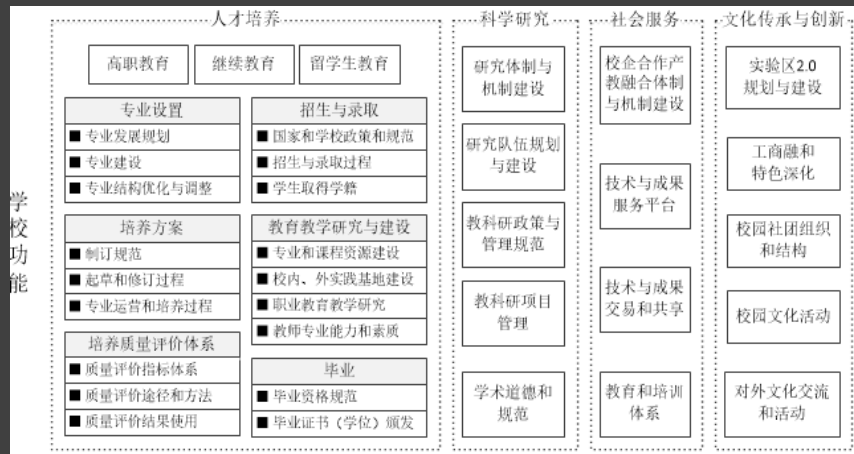 学校功能
人才培养
高职教育
继续教育
留学生教育
专业设置
■ 专业发展规划
■ 专业建设
■ 专业结构优化与调整
招生与录取
■ 国家和学校政策和规范
■ 招生与录取过程
■ 学生取得学籍
培养方案
■ 制订规范
■ 起草和修订过程
■ 专业运营和培养过程
教育教学研究与建设
■ 专业和课程资源建设
■ 校内、外实践基地建设
■ 职业教育教学研究
■ 教师专业能力和素质
培养质量评价体系
■ 质量评价指标体系
■ 质量评价途径和方法
■ 质量评价结果使用
毕业
■ 毕业资格规范
■ 毕业证书（学位）颁发
科学研究
研究体制与
机制建设
研究队伍规划
与建设
教科研政策与
管理规范
教科研项目
管理
学术道德和
规范
社会服务
校企合作产
教融合体制
与机制建设
技术与成果
服务平台
技术与成果
交易和共享
教育和培训
体系
文化传承与创新
实验区2.0
规划与建设
工商融和
特色深化
校园社团组织
和结构
校园文化活动
对外文化交流
和活动